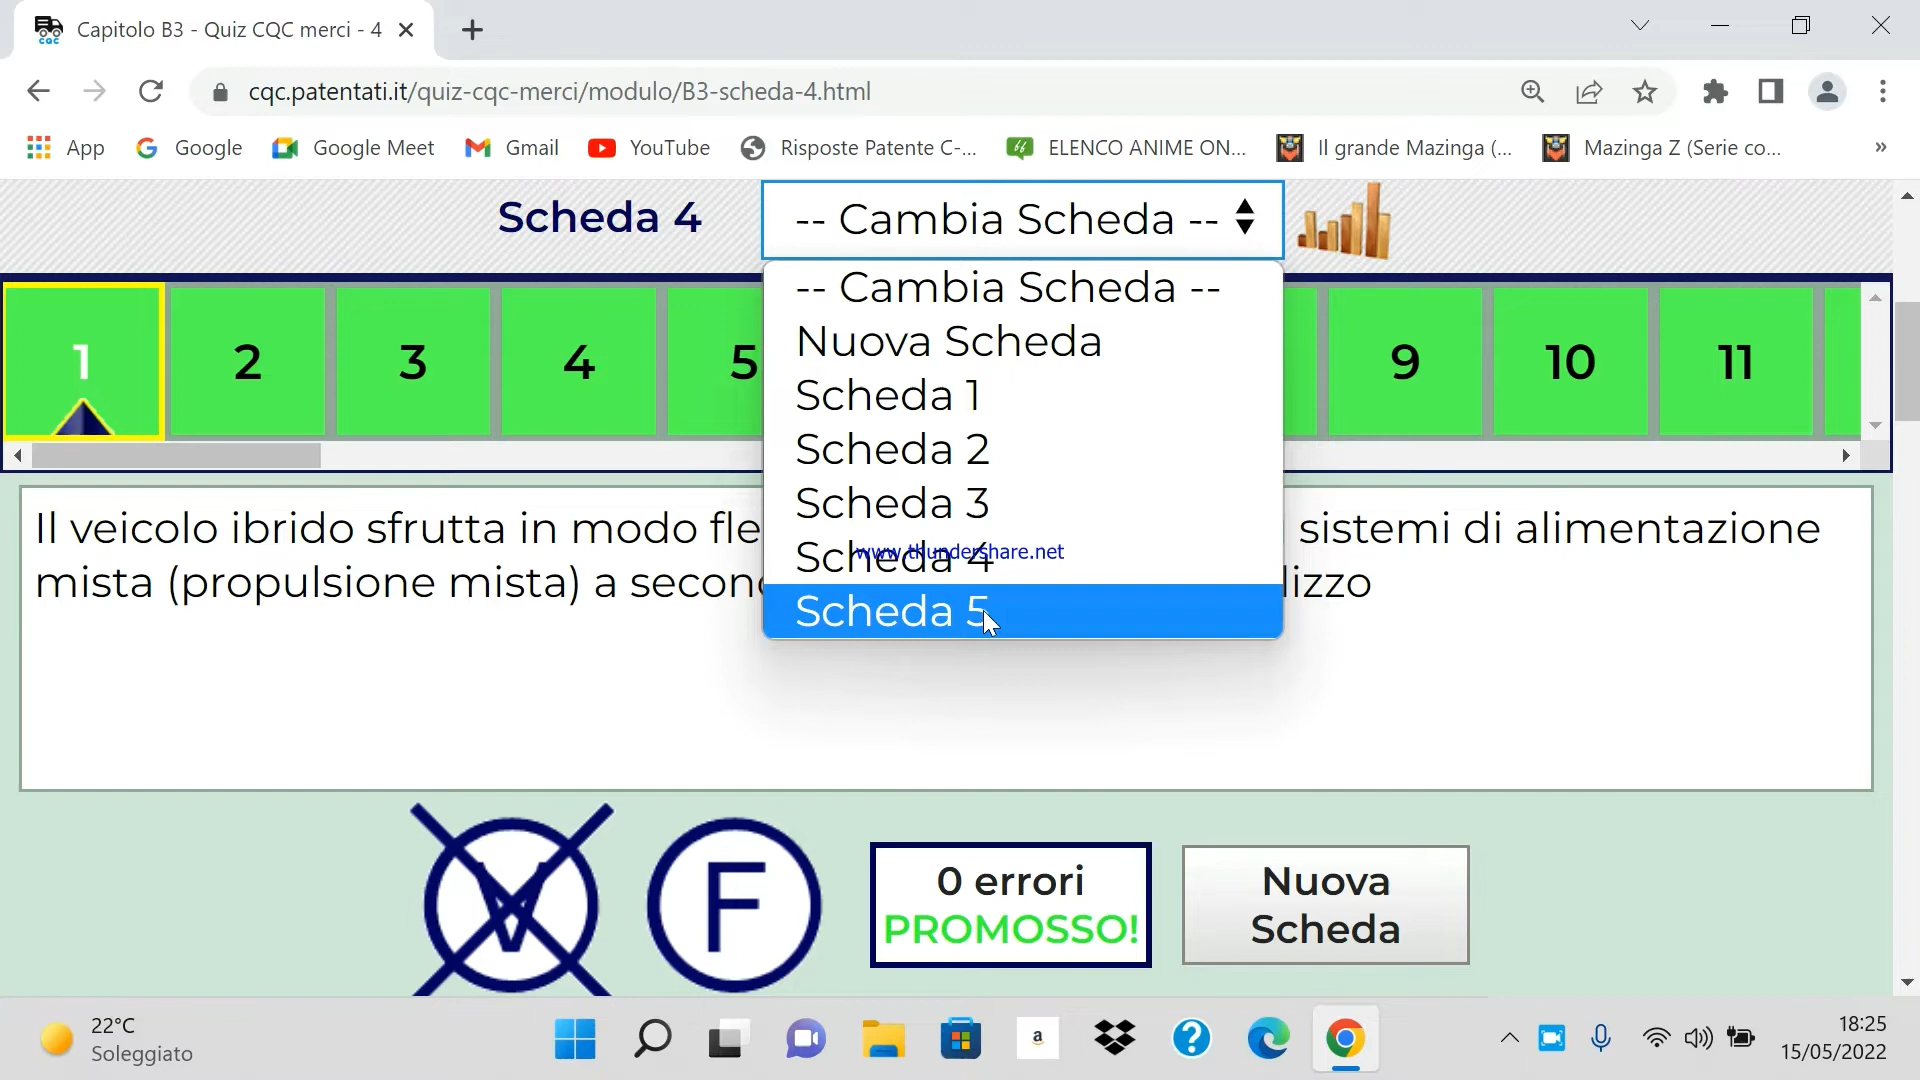 Capitolo B3 - Quiz CQC merci - 4
cqc.patentati.it/quiz-cqc-merci/modulo/B3-scheda-4.html
App
Google
Google Meet
Gmail
YouTube
Risposte Patente C-...
ELENCO ANIME ON...
Il grande Mazinga (...
Mazinga Z (Serie co...
»
Scheda 4
-- Cambia Scheda --
-- Cambia Scheda --
Nuova Scheda
Scheda 1
Scheda 2
Scheda 3
Scheda 4
Scheda 5
www.thundershare.net
1 2 3 4 5 9 10 11
Il veicolo ibrido sfrutta in modo fle sistemi di alimentazione
mista (propulsione mista) a secon lizzo
V
F
0 errori
PROMOSSO!
Nuova
Scheda
22°C
Soleggiato
a
?
18:25
15/05/2022